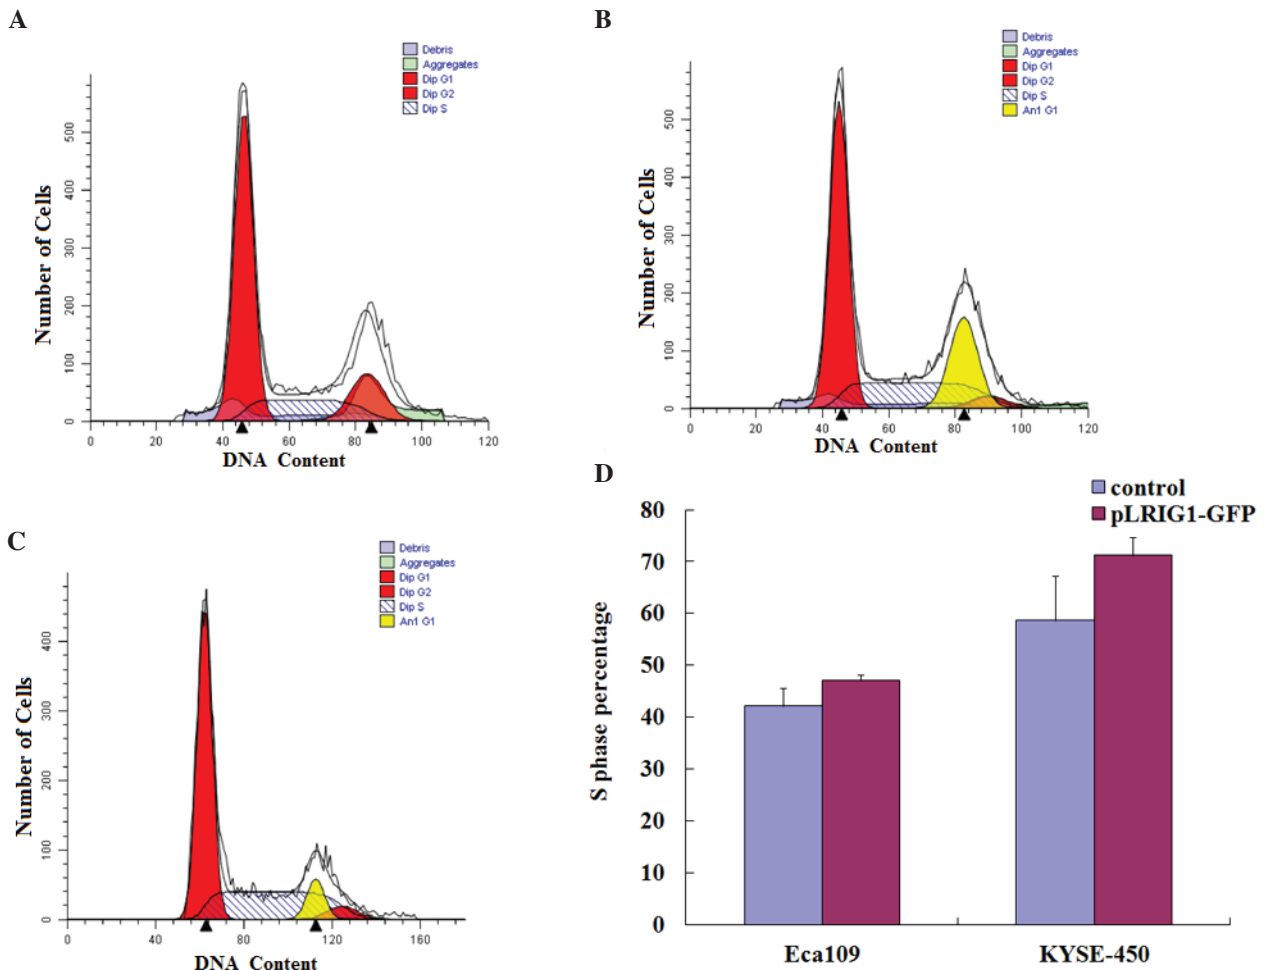 A
Debris
Aggregates
Dip G1
Dip G2
Dip S
Number of Cells
500
400
300
200
100
0
0 20 40 60 80 100 120
DNA Content
B
Debris
Aggregates
Dip G1
Dip G2
Dip S
An1 G1
Number of Cells
500
400
300
200
100
0
0 20 40 60 80 100 120
DNA Content
C
Debris
Aggregates
Dip G1
Dip G2
Dip S
An1 G1
Number of Cells
400
300
200
100
0
0 40 80 120 160
DNA Content
D
control
pLRIG1-GFP
S phase percentage
80
70
60
50
40
30
20
10
0
Eca109 KYSE-450